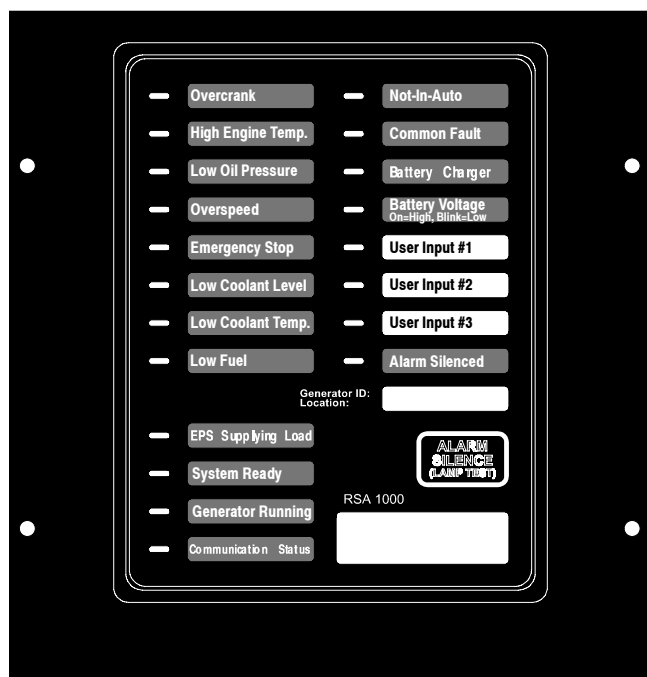 Overcrank
High Engine Temp.
Low Oil Pressure
Overspeed
Emergency Stop
Low Coolant Level
Low Coolant Temp.
Low Fuel
Not-In-Auto
Common Fault
Battery Charger
Battery Voltage
On=High, Blink=Low
User Input #1
User Input #2
User Input #3
Alarm Silenced
Generator ID:
Location:
EPS Supplying Load
System Ready
Generator Running
Communication Status
ALARM
SILENCE
(LAMP TEST)
RSA 1000